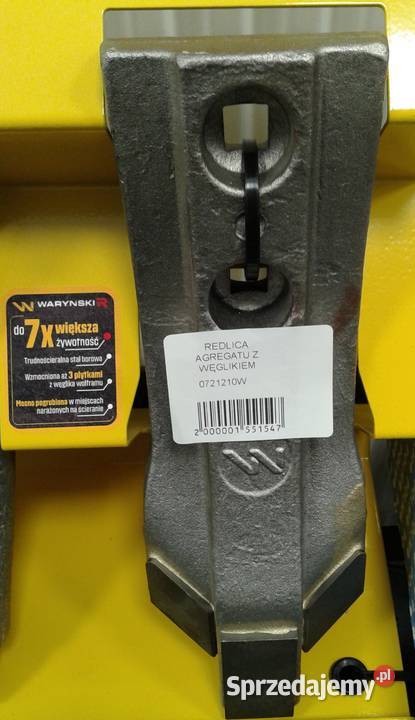 WARYNSKI R
do 7x większa
żywotność
Trudnościeralna stal borowa
Wzmocniona aż 3 płytkami
z węglika wolframu
Mocno pogrubiona w miejscach
narażonych na ścieranie
REDLICA
AGREGATU Z
WĘGLIKIEM
0721210W
2 000001 551547
Sprzedajemy.pl